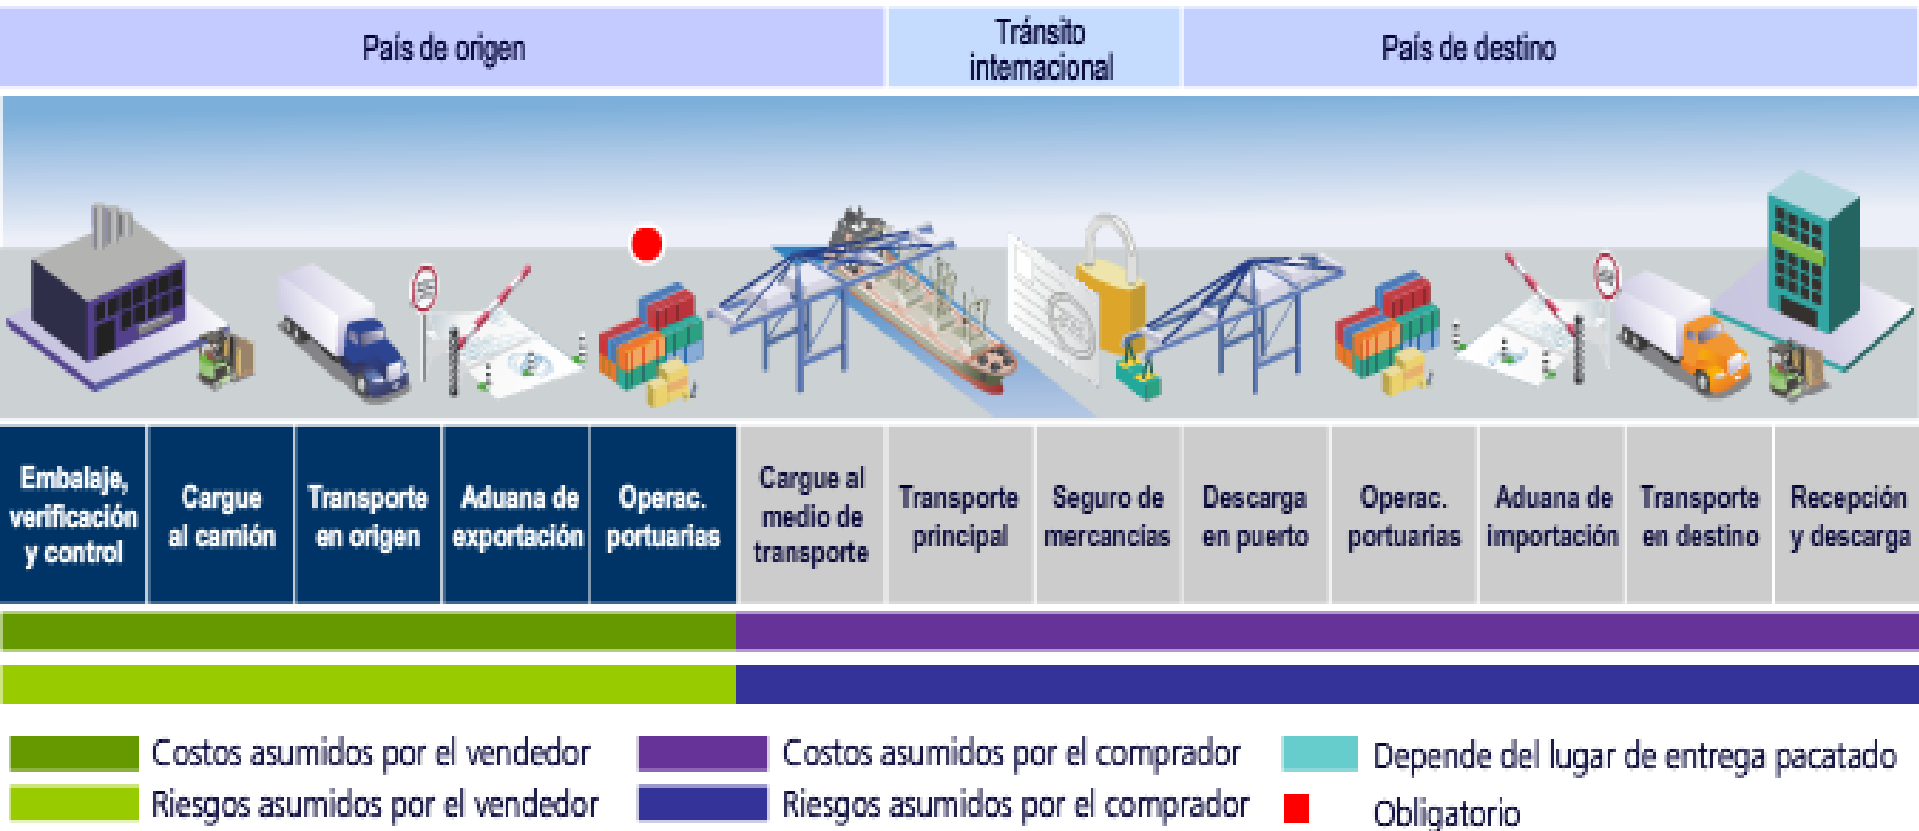 País de origen
Tránsito
internacional
País de destino
Embalaje,
verificación
y control
Cargue
al camión
Transporte
en origen
Aduana de
exportación
Operac.
portuarias
Cargue al
medio de
transporte
Transporte
principal
Seguro de
mercancías
Descarga
en puerto
Operac.
portuarias
Aduana de
importación
Transporte
en destino
Recepción
y descarga
Costos asumidos por el vendedor
Costos asumidos por el comprador
Depende del lugar de entrega pacatado
Riesgos asumidos por el vendedor
Riesgos asumidos por el comprador
Obligatorio